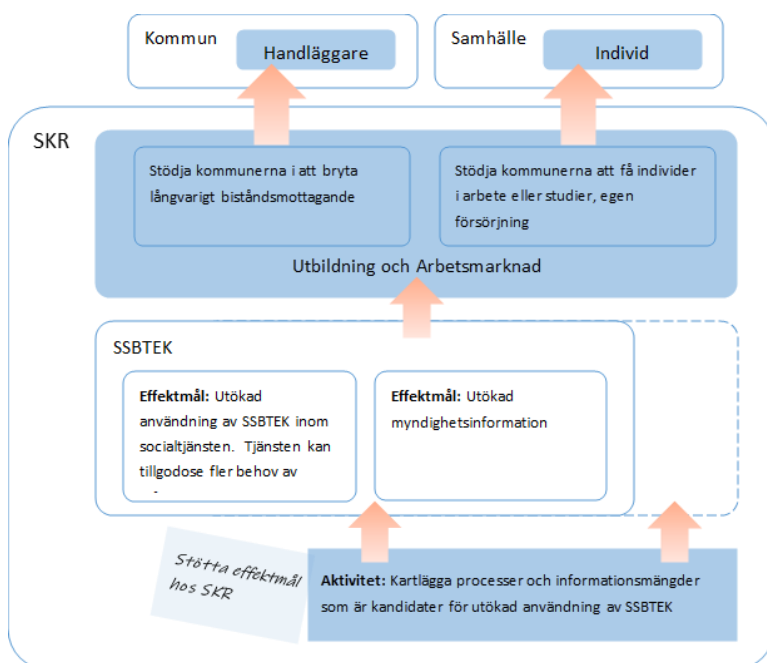 Kommun
Handläggare
Samhälle
Individ
SKR
Stödja kommunerna i att bryta
långvarigt biståndsmottagande
Stödja kommunerna att få individer
i arbete eller studier, egen
försörjning
Utbildning och Arbetsmarknad
SSBTEK
Effektmål: Utökad
användning av SSBTEK inom
socialtjänsten. Tjänsten kan
tillgodose fler behov av
Effektmål: Utökad
myndighetsinformation
Stötta effektmål
hos SKR
Aktivitet: Kartlägga processer och informationsmängder
som är kandidater för utökad användning av SSBTEK